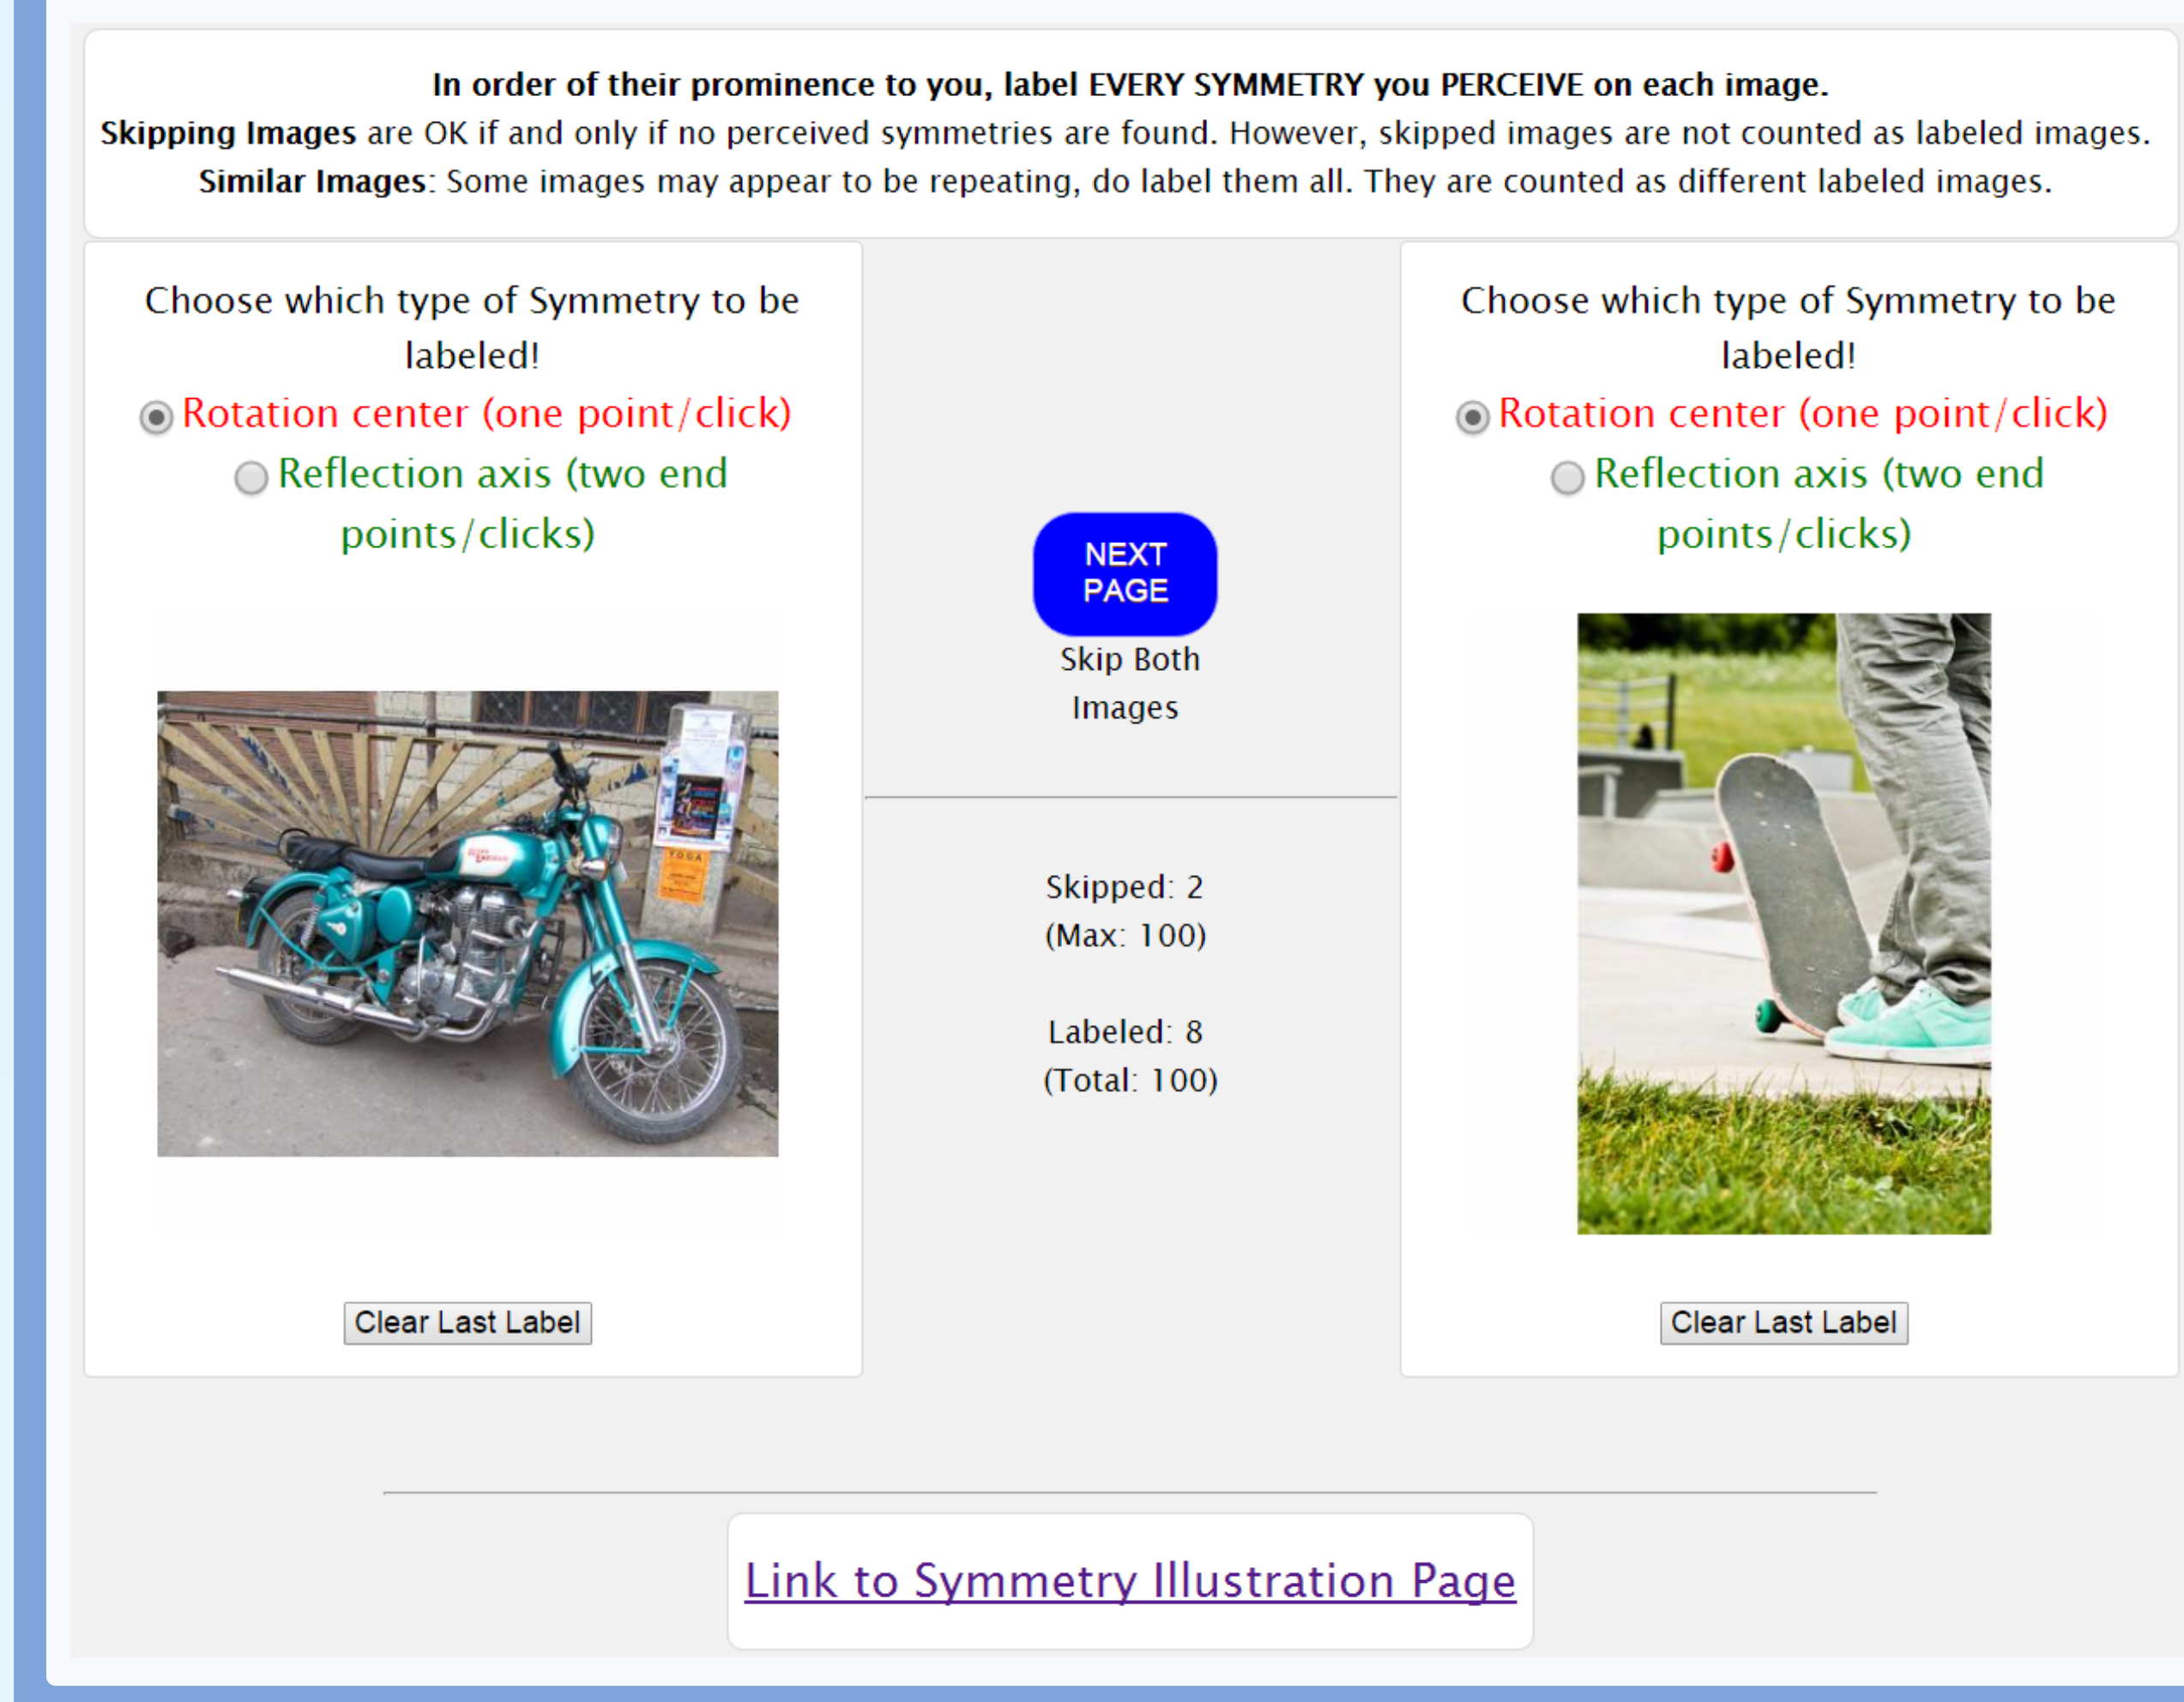 In order of their prominence to you, label EVERY SYMMETRY you PERCEIVE on each image.
Skipping Images are OK if and only if no perceived symmetries are found. However, skipped images are not counted as labeled images.
Similar Images: Some images may appear to be repeating, do label them all. They are counted as different labeled images.
Choose which type of Symmetry to be
labeled!
Rotation center (one point/click)
Reflection axis (two end
points/clicks)
YOGA
Clear Last Label
NEXT
PAGE
Skip Both
Images
Skipped: 2
(Max: 100)
Labeled: 8
(Total: 100)
Choose which type of Symmetry to be
labeled!
Rotation center (one point/click)
Reflection axis (two end
points/clicks)
Clear Last Label
Link to Symmetry Illustration Page